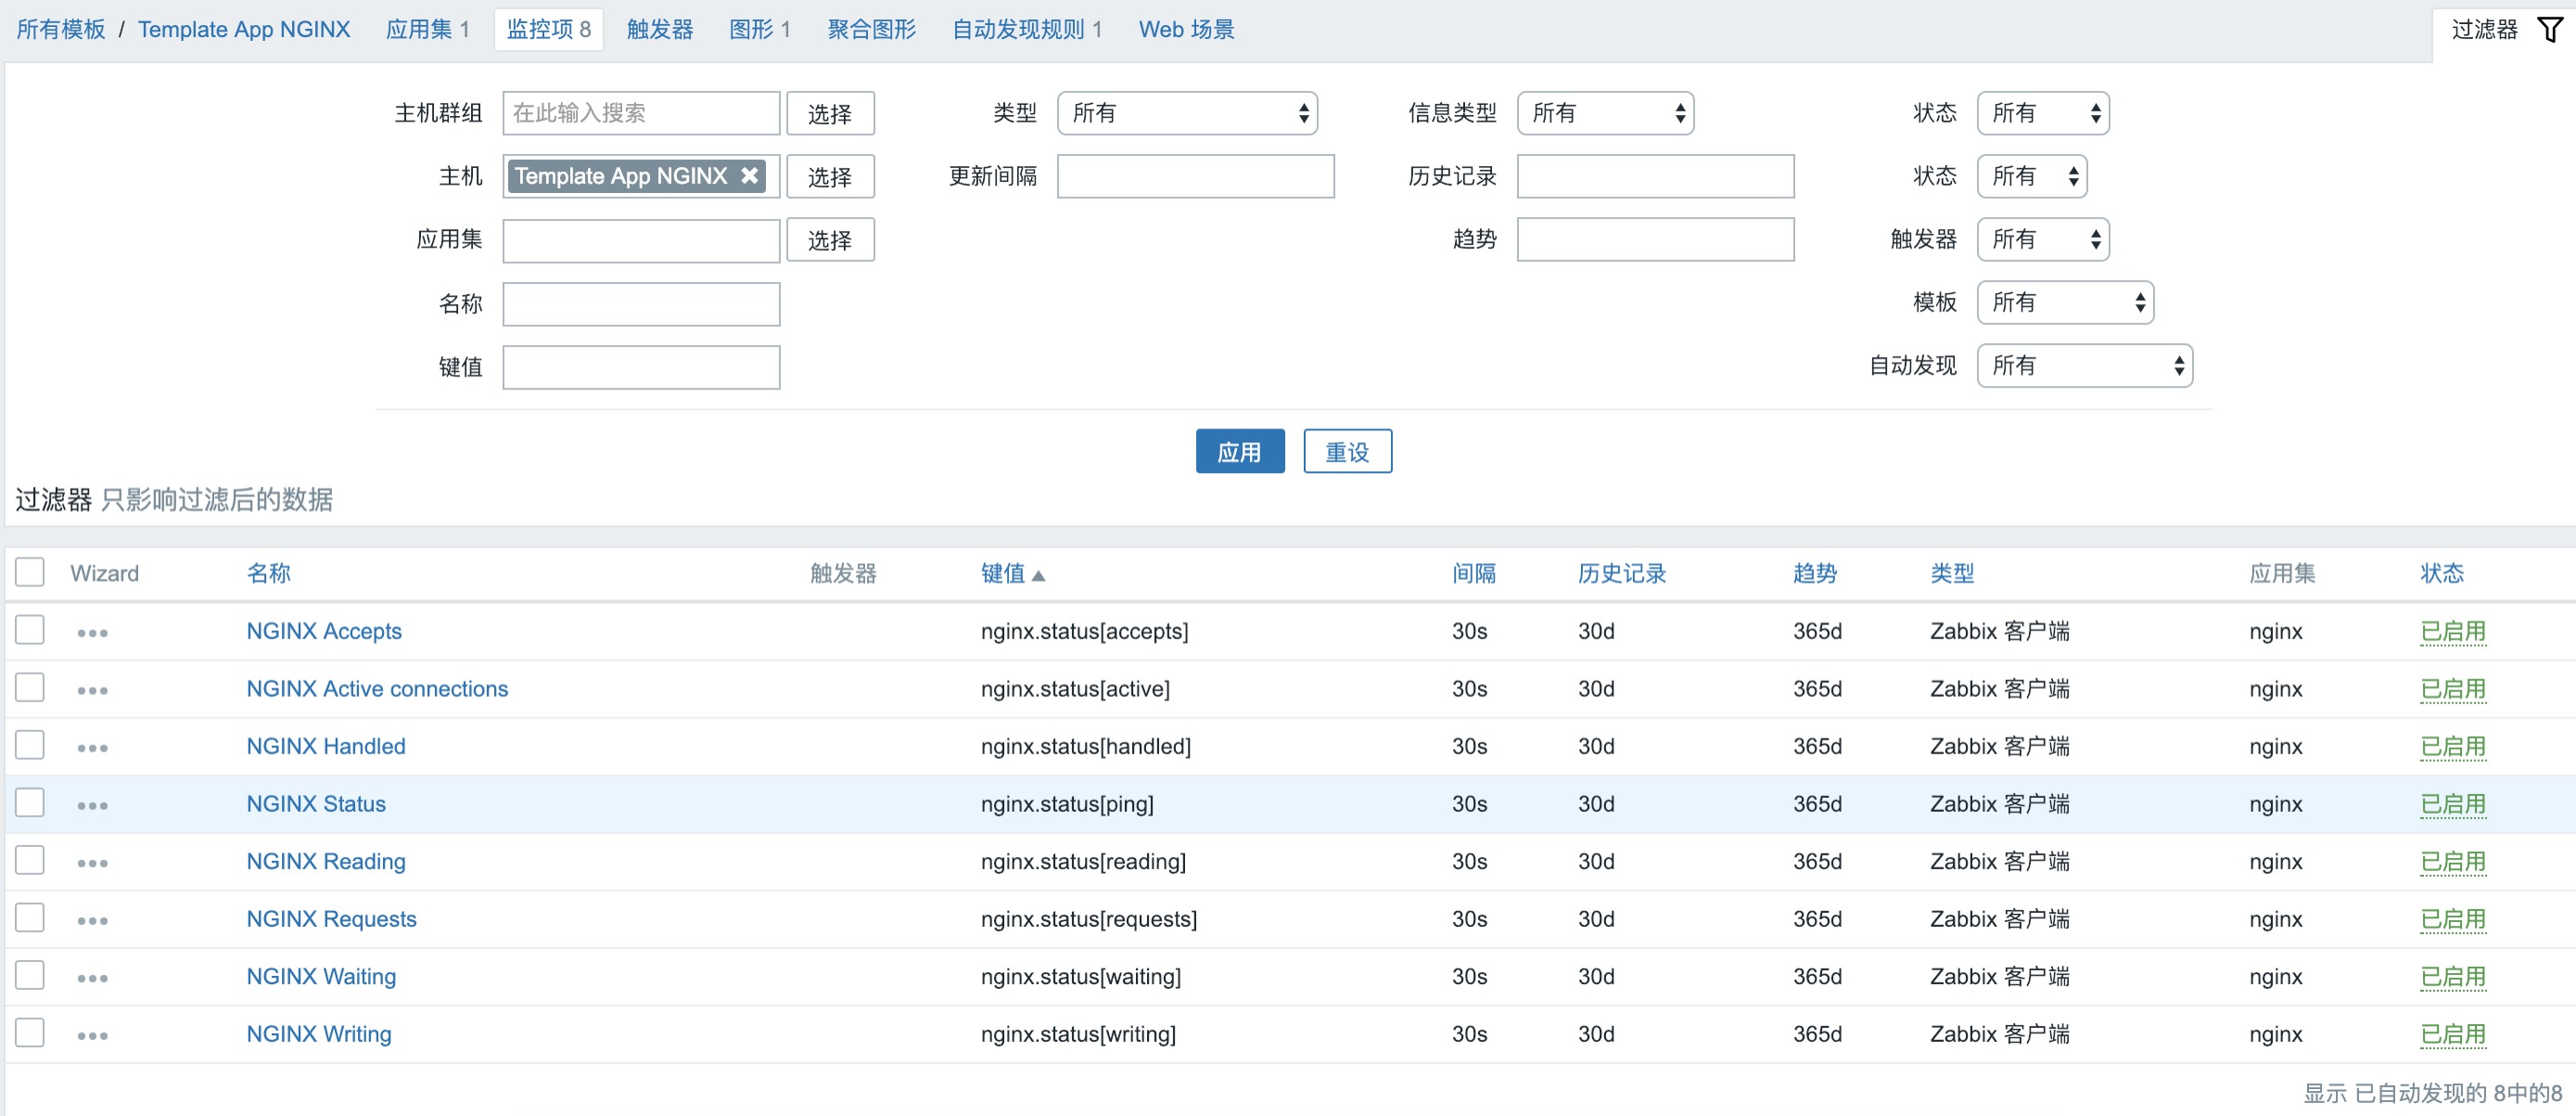 所有模板 / Template App NGINX 应用集 1 监控项 8 触发器 图形 1 聚合图形 自动发现规则 1 Web 场景 过滤器
主机群组 在此输入搜索 选择 类型 所有 信息类型 所有 状态 所有
主机 Template App NGINX 选择 更新间隔 历史记录 状态 所有
应用集 选择 趋势 触发器 所有
名称 模板 所有
键值 自动发现 所有
应用 重设
过滤器 只影响过滤后的数据
Wizard 名称 触发器 键值 间隔 历史记录 趋势 类型 应用集 状态
NGINX Accepts nginx.status[accepts] 30s 30d 365d Zabbix 客户端 nginx 已启用
NGINX Active connections nginx.status[active] 30s 30d 365d Zabbix 客户端 nginx 已启用
NGINX Handled nginx.status[handled] 30s 30d 365d Zabbix 客户端 nginx 已启用
NGINX Status nginx.status[ping] 30s 30d 365d Zabbix 客户端 nginx 已启用
NGINX Reading nginx.status[reading] 30s 30d 365d Zabbix 客户端 nginx 已启用
NGINX Requests nginx.status[requests] 30s 30d 365d Zabbix 客户端 nginx 已启用
NGINX Waiting nginx.status[waiting] 30s 30d 365d Zabbix 客户端 nginx 已启用
NGINX Writing nginx.status[writing] 30s 30d 365d Zabbix 客户端 nginx 已启用
显示 已自动发现的 8中的8